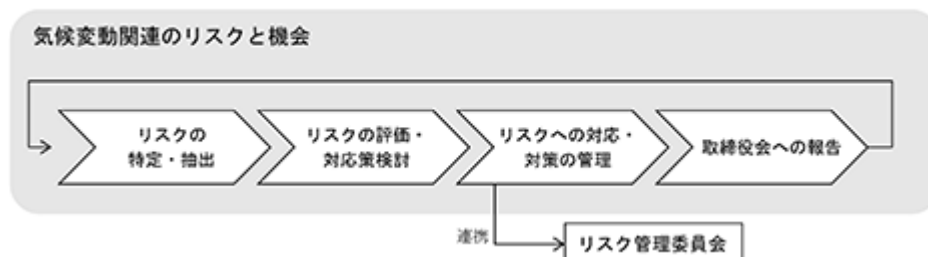 気候変動関連のリスクと機会
リスクの
特定・抽出
リスクの評価・
対応策検討
リスクへの対応・
対策の管理
取締役会への報告
連携
リスク管理委員会